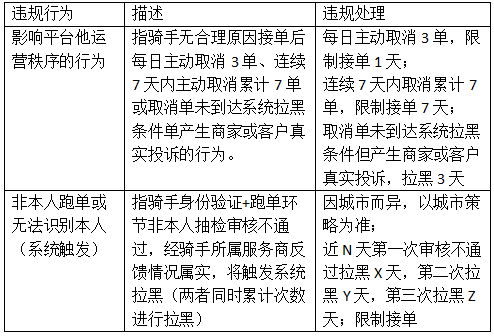 违规行为
描述
违规处理
影响平台他运
营秩序的行为
指骑手无合理原因接单后
每日主动取消 3 单、连续
7 天内主动取消累计 7 单
或取消单未到达系统拉黑
条件单产生商家或客户真
实投诉的行为。
每日主动取消 3 单，限
制接单 1 天；
连续 7 天内取消累计 7
单，限制接单 7 天；
取消单未到达系统拉黑
条件但产生商家或客户
真实投诉，拉黑 3 天
非本人跑单或
无法识别本人
（系统触发）
指骑手身份验证+跑单环
节非本人抽检审核不通
过，经骑手所属服务商反
馈情况属实，将触发系统
拉黑（两者同时累计次数
进行拉黑）
因城市而异，以城市策
略为准；
近 N 天第一次审核不通
过拉黑 X 天，第二次拉
黑 Y 天，第三次拉黑 Z
天；限制接单